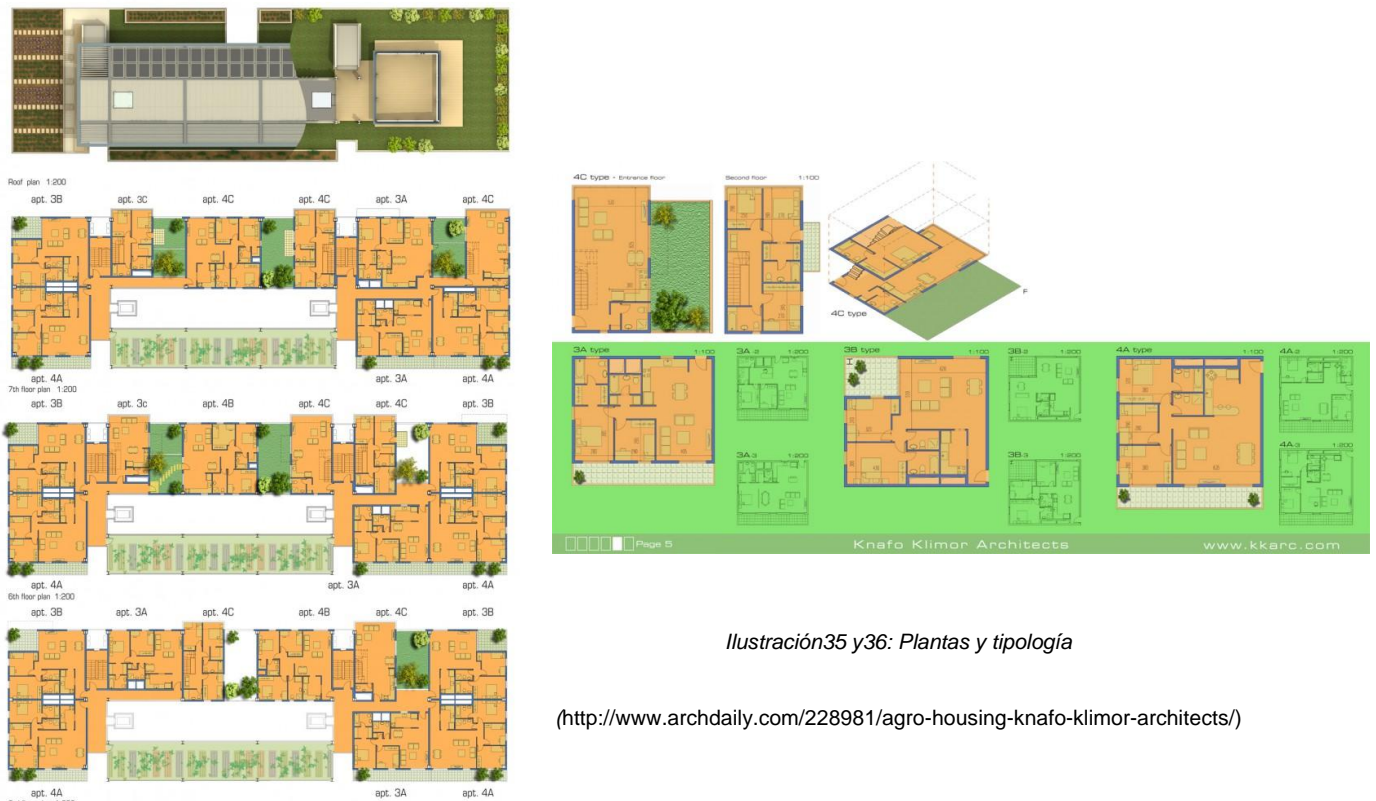 Roof plan 1:200
apt. 3B apt. 3C apt. 4C apt. 4C apt. 3A apt. 4C
apt. 4A apt. 3A apt. 4A
7th floor plan 1:200
apt. 3B apt. 3c apt. 4B apt. 4C apt. 4C apt. 3B
apt. 4A apt. 3A apt. 4A
6th floor plan 1:200
apt. 3B apt. 3A apt. 4C apt. 4B apt. 4C apt. 3B
apt. 4A apt. 3A apt. 4A
4C type - Entrance floor Second floor 1:100
4C type
F
3A type 1:100 3A-2 1:200 3B type 1:100 3B-2 1:200 4A type 1:100 4A-2 1:200
3A-3 1:200 3B-3 1:200 4A-3 1:200
Page 5 Knafo Klimor Architects www.kkarc.com
Ilustración35 y36: Plantas y tipología
(http://www.archdaily.com/228981/agro-housing-knafo-klimor-architects/)